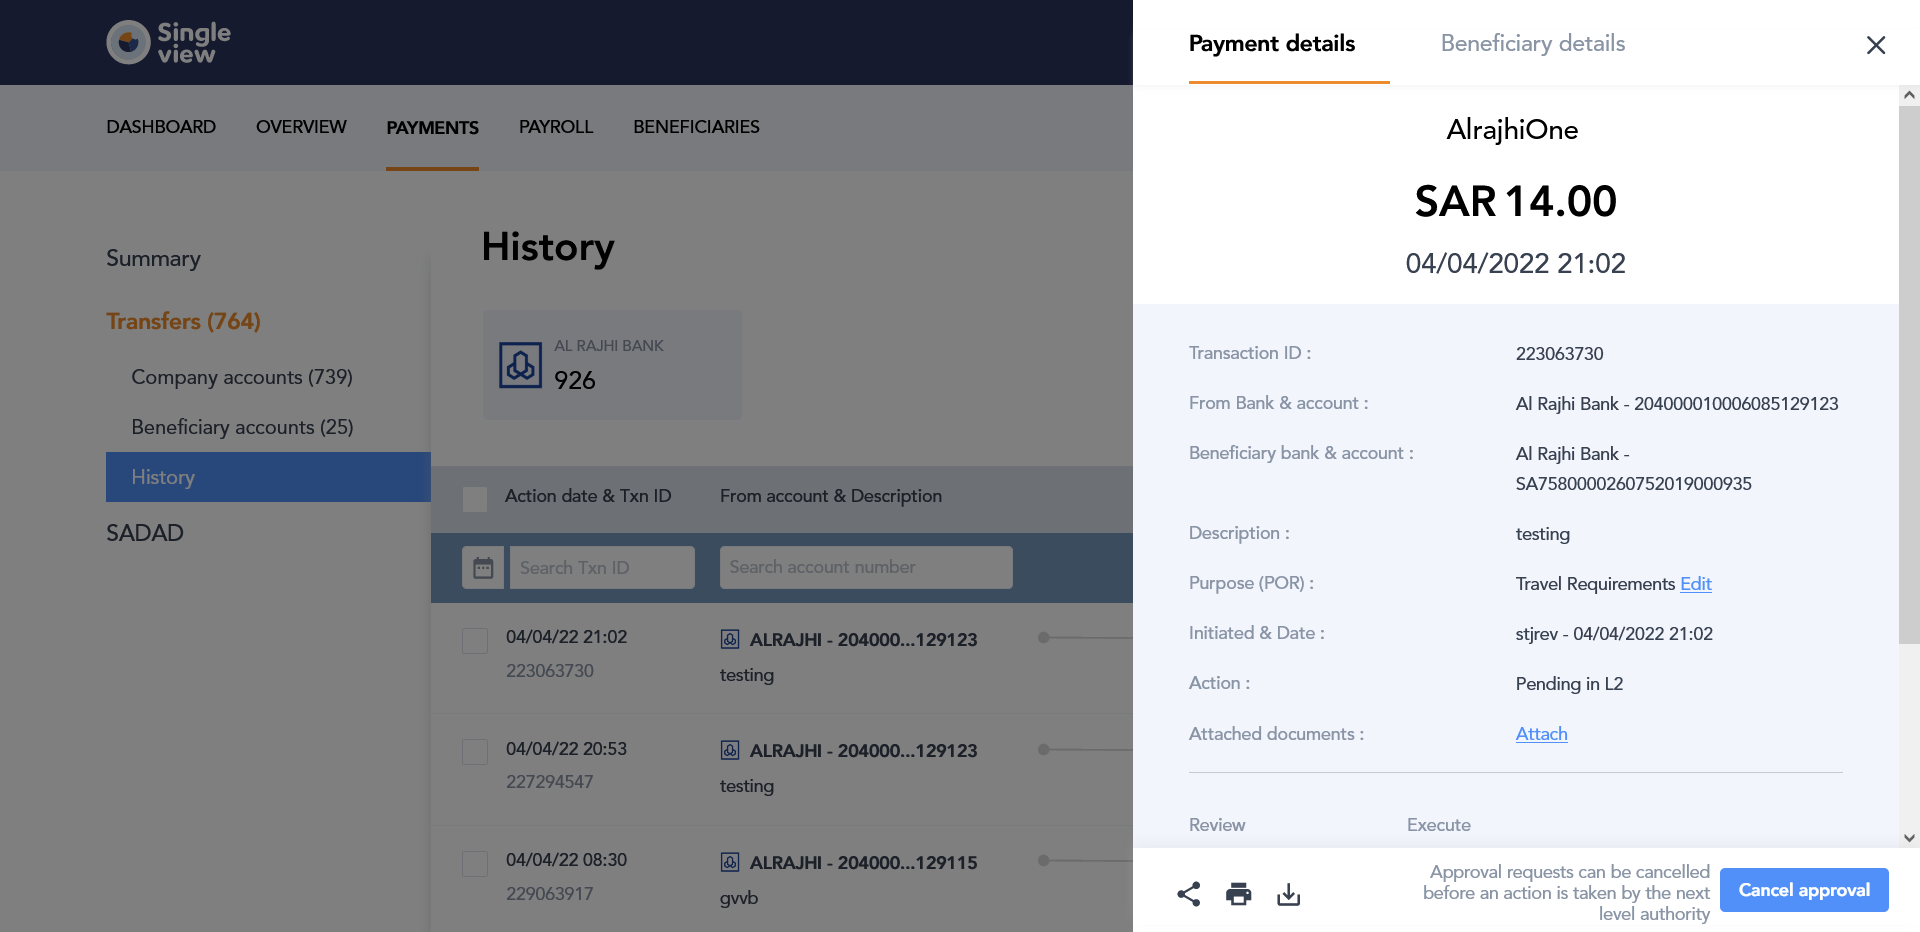 Single
view
DASHBOARD
OVERVIEW
PAYMENTS
PAYROLL
BENEFICIARIES
Summary
Transfers (764)
Company accounts (739)
Beneficiary accounts (25)
History
SADAD
History
AL RAJHI BANK
926
Action date & Txn ID
From account & Description
Search Txn ID
Search account number
04/04/22 21:02
223063730
ALRAJHI - 204000...129123
testing
04/04/22 20:53
227294547
ALRAJHI - 204000...129123
testing
04/04/22 08:30
229063917
ALRAJHI - 204000...129115
gvvb
Payment details
Beneficiary details
AlrajhiOne
SAR 14.00
04/04/2022 21:02
Transaction ID : 223063730
From Bank & account : Al Rajhi Bank - 204000010006085129123
Beneficiary bank & account : Al Rajhi Bank -
SA7580000260752019000935
Description : testing
Purpose (POR) : Travel Requirements Edit
Initiated & Date : stjrev - 04/04/2022 21:02
Action : Pending in L2
Attached documents : Attach
Review
Execute
Approval requests can be cancelled
before an action is taken by the next
level authority
Cancel approval